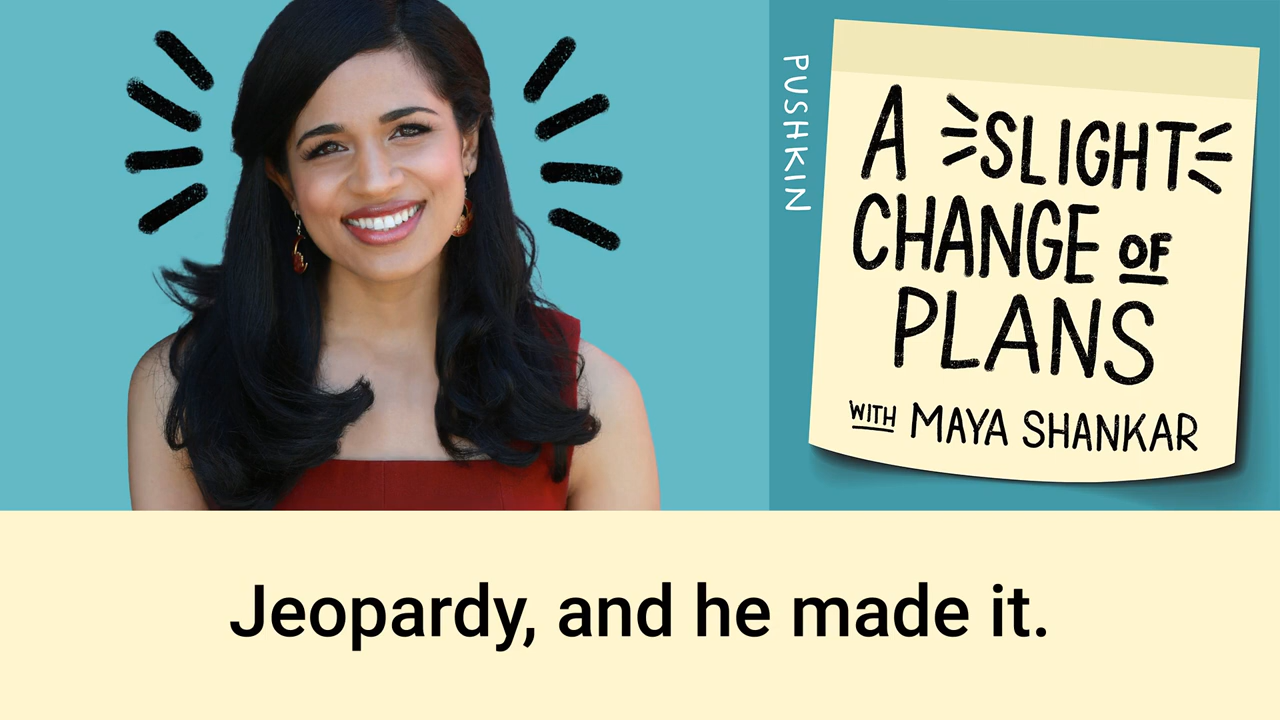 PUSHKIN
A SLIGHT
CHANGE OF
PLANS
WITH MAYA SHANKAR
Jeopardy, and he made it.